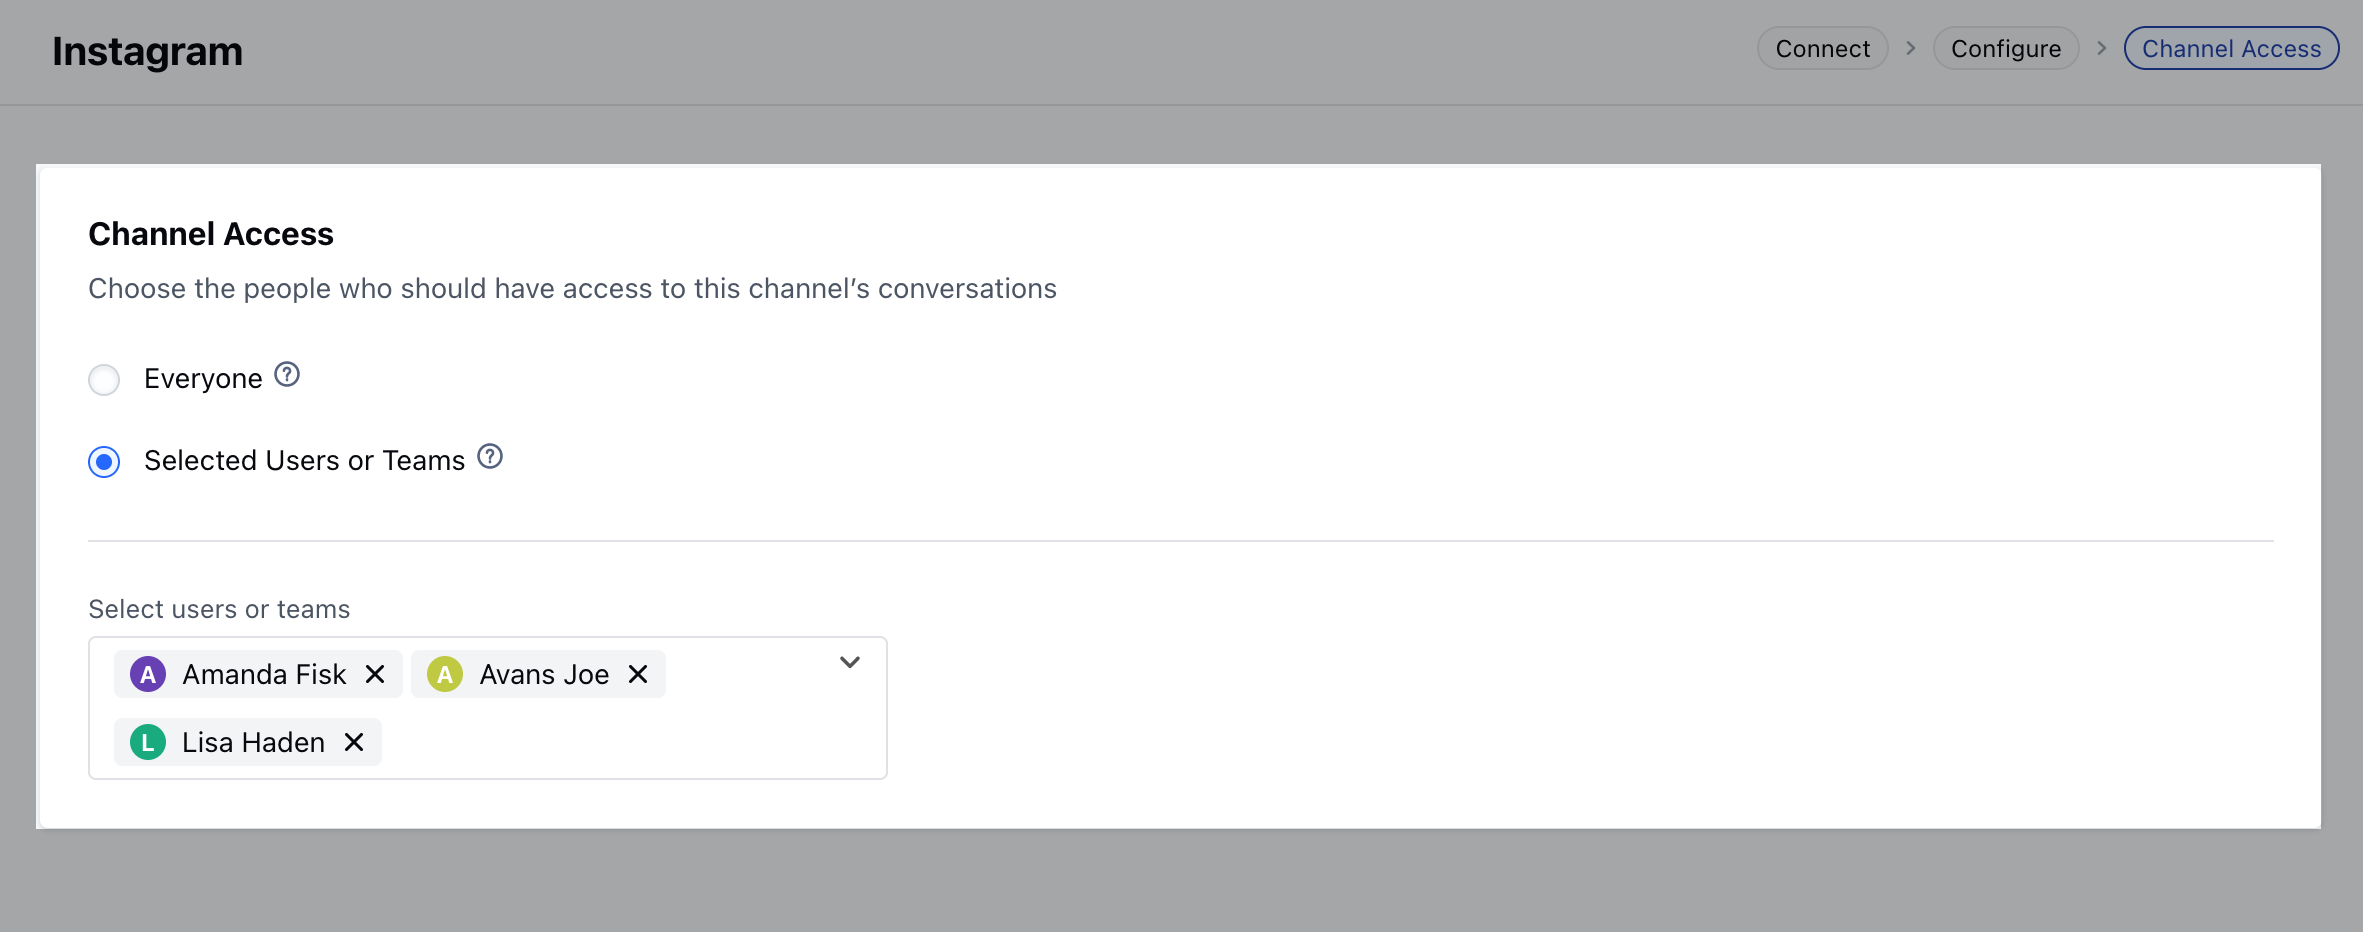 Instagram
Connect > Configure > Channel Access
Channel Access
Choose the people who should have access to this channel’s conversations
Everyone ?
Selected Users or Teams ?
Select users or teams
A Amanda Fisk A Avans Joe
L Lisa Haden